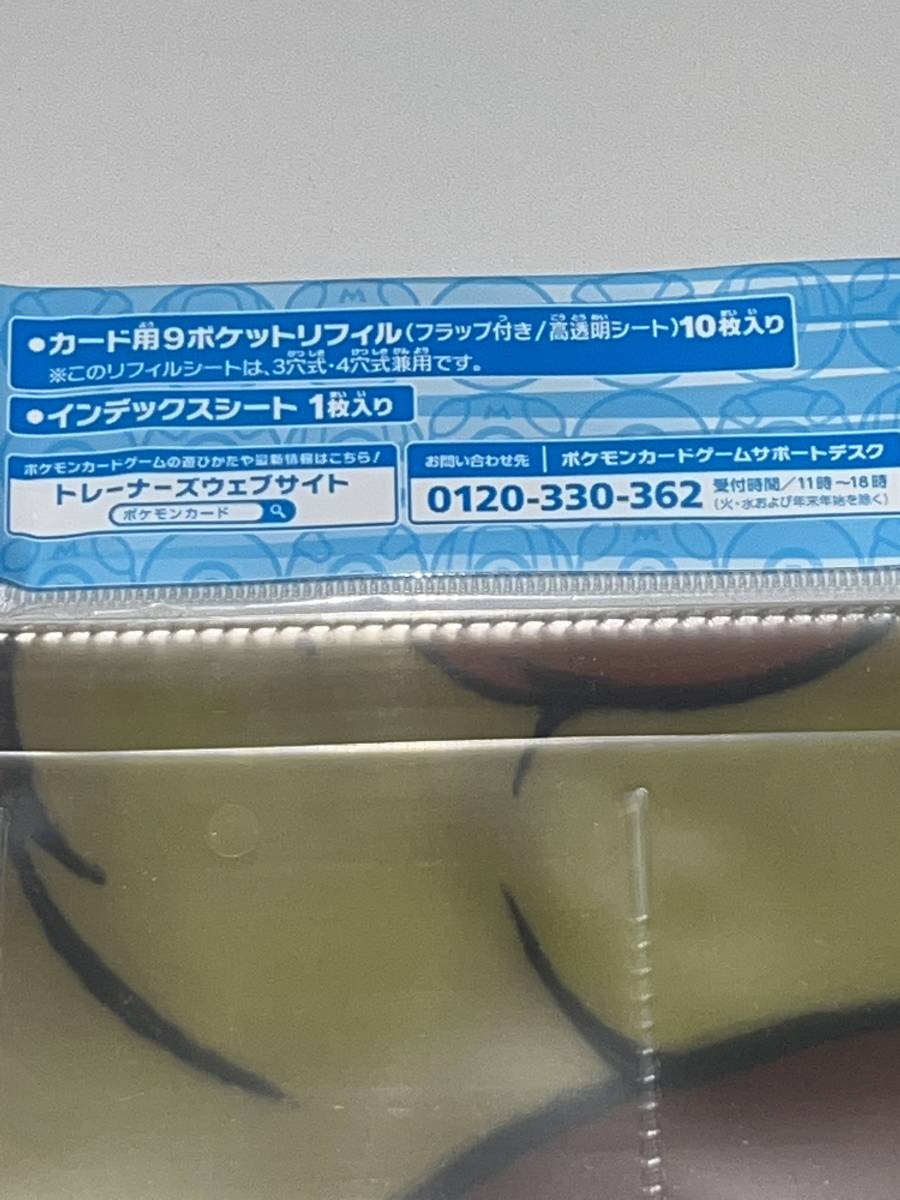 ●カード用9ポケットリフィル(フラップ付き/高透明シート)10枚入り
※このリフィルシートは、3穴式・4穴式兼用です。
●インデックスシート 1枚入り
ポケモンカードゲームの遊びかたや最新情報はこちら!
トレーナーズウェブサイト
ポケモンカード
お問い合わせ先 | ポケモンカードゲームサポートデスク
0120-330-362 受付時間/11時~18時
(火・水および年末年始を除く)